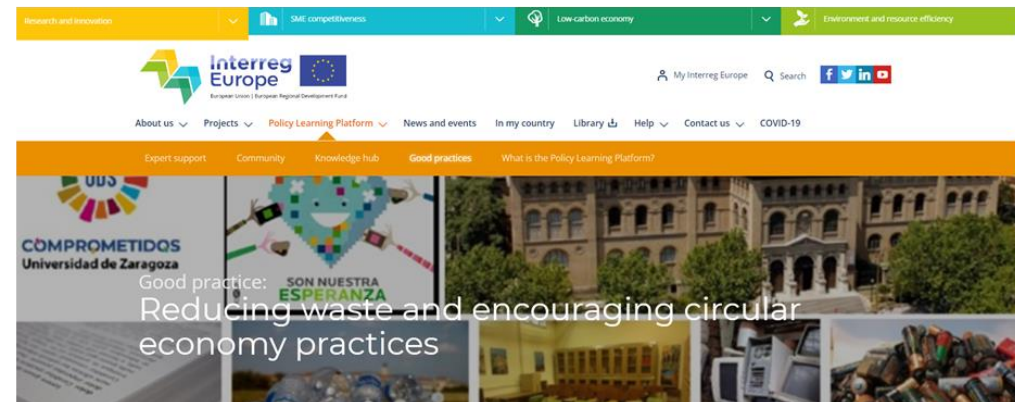 Research and innovation
SME competitiveness
Low-carbon economy
Environment and resource efficiency
Interreg
Europe
European Union | European Regional Development Fund
My Interreg Europe
Search
About us
Projects
Policy Learning Platform
News and events
In my country
Library
Help
Contact us
COVID-19
Expert support
Community
Knowledge hub
Good practices
What is the Policy Learning Platform?
ODS
COMPROMETIDOS
Universidad de Zaragoza
SON NUESTRA
ESPERANZA
Good practice:
Reducing waste and encouraging circular
economy practices